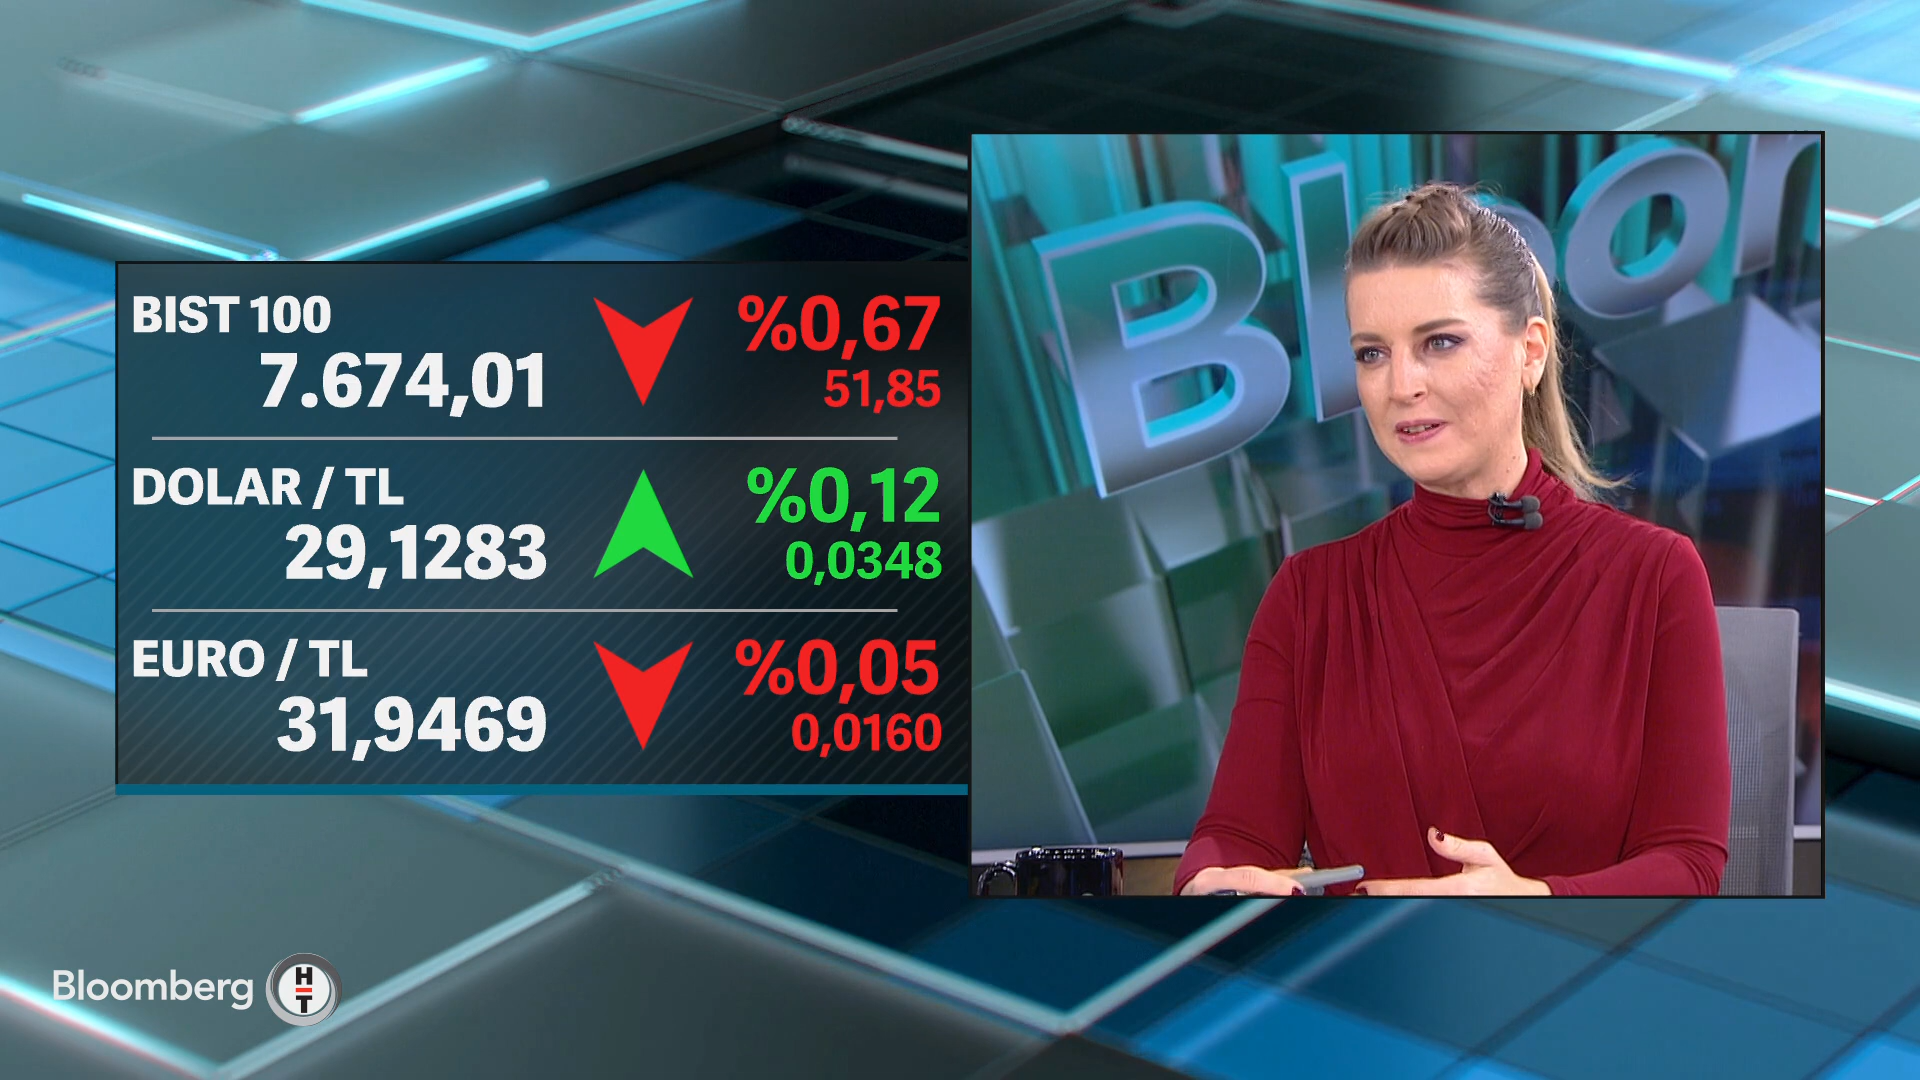 BIST 100
7.674,01
%0,67
51,85
DOLAR / TL
29,1283
%0,12
0,0348
EURO / TL
31,9469
%0,05
0,0160
Bloom
Bloomberg HT